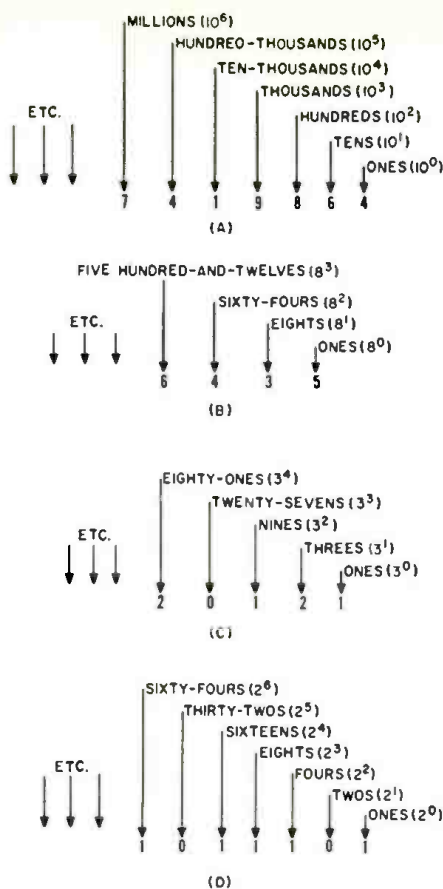 MILLIONS (10⁶)
HUNDREO-THOUSANDS (10⁵)
TEN-THOUSANDS (10⁴)
THOUSANDS (10³)
ETC.
HUNDREDS (10²)
TENS (10¹)
ONES (10⁰)
7 4 1 9 8 6 4
(A)
FIVE HUNDRED-AND-TWELVES (8³)
SIXTY-FOURS (8²)
ETC.
EIGHTS (8¹)
ONES (8⁰)
6 4 3 5
(B)
EIGHTY-ONES (3⁴)
TWENTY-SEVENS (3³)
NINES (3²)
ETC.
THREES (3¹)
ONES (3⁰)
2 0 1 2 1
(C)
SIXTY-FOURS (2⁶)
THIRTY-TWOS (2⁵)
SIXTEENS (2⁴)
EIGHTS (2³)
ETC.
FOURS (2²)
TWOS (2¹)
ONES (2⁰)
1 0 1 1 1 0 1
(D)